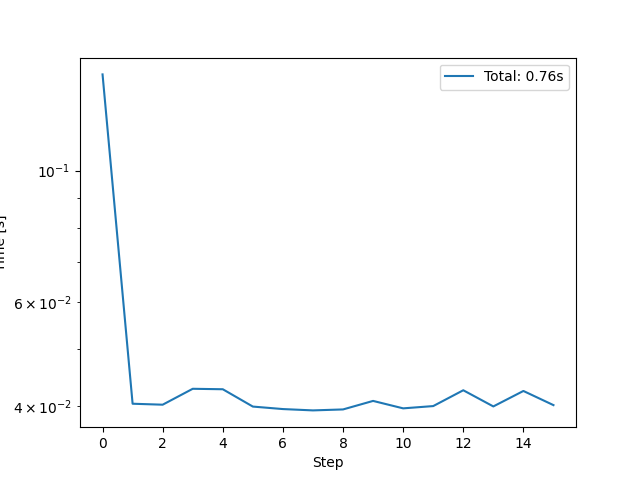 Total: 0.76s
10⁻¹
6 × 10⁻²
4 × 10⁻²
[s]
0 2 4 6 8 10 12 14
Step